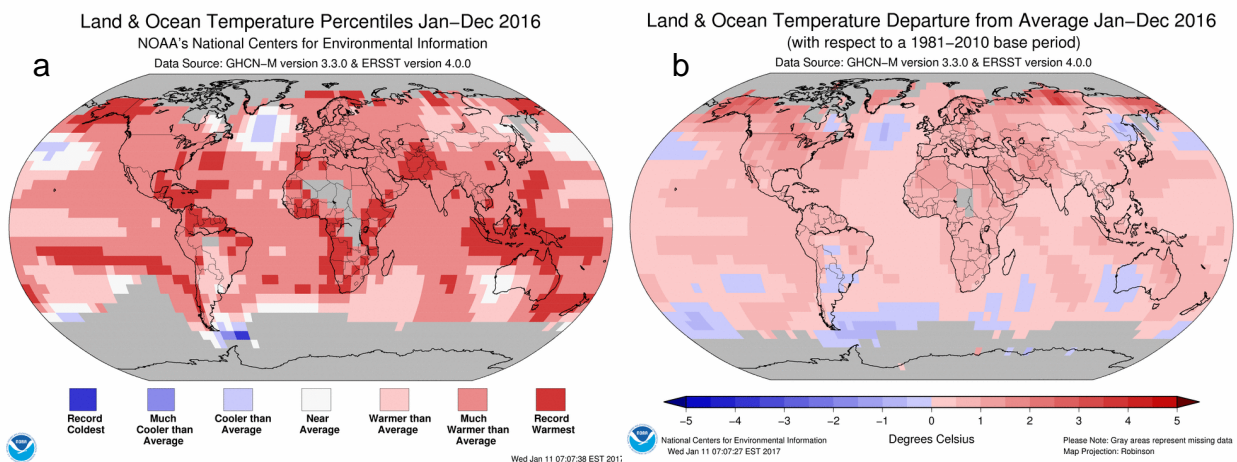 Land & Ocean Temperature Percentiles Jan–Dec 2016
NOAA's National Centers for Environmental Information
Data Source: GHCN–M version 3.3.0 & ERSST version 4.0.0
a
Record
Coldest
Much
Cooler than
Average
Cooler than
Average
Near
Average
Warmer than
Average
Much
Warmer than
Average
Record
Warmest
NOAA
Wed Jan 11 07:07:38 EST 2017
Land & Ocean Temperature Departure from Average Jan–Dec 2016
(with respect to a 1981–2010 base period)
Data Source: GHCN–M version 3.3.0 & ERSST version 4.0.0
b
−5 −4 −3 −2 −1 0 1 2 3 4 5
Degrees Celsius
NOAA
National Centers for Environmental Information
Wed Jan 11 07:07:27 EST 2017
Please Note: Gray areas represent missing data
Map Projection: Robinson